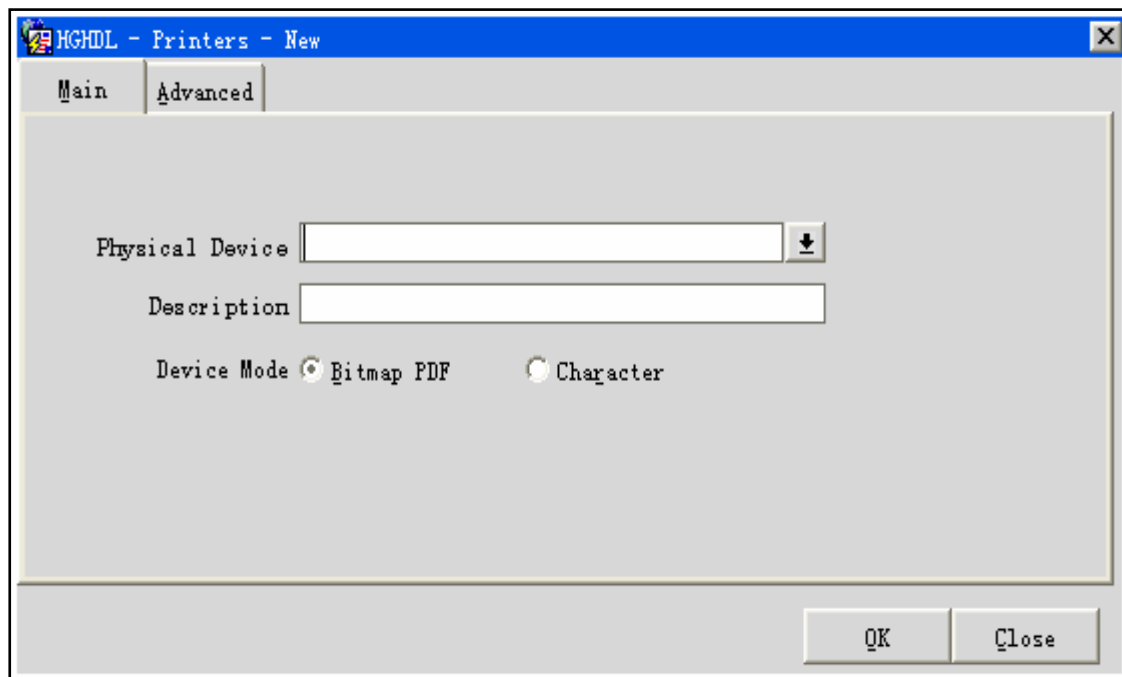 HGHDL - Printers - New
Main Advanced
Physical Device
Description
Device Mode Bitmap PDF Character
OK Close